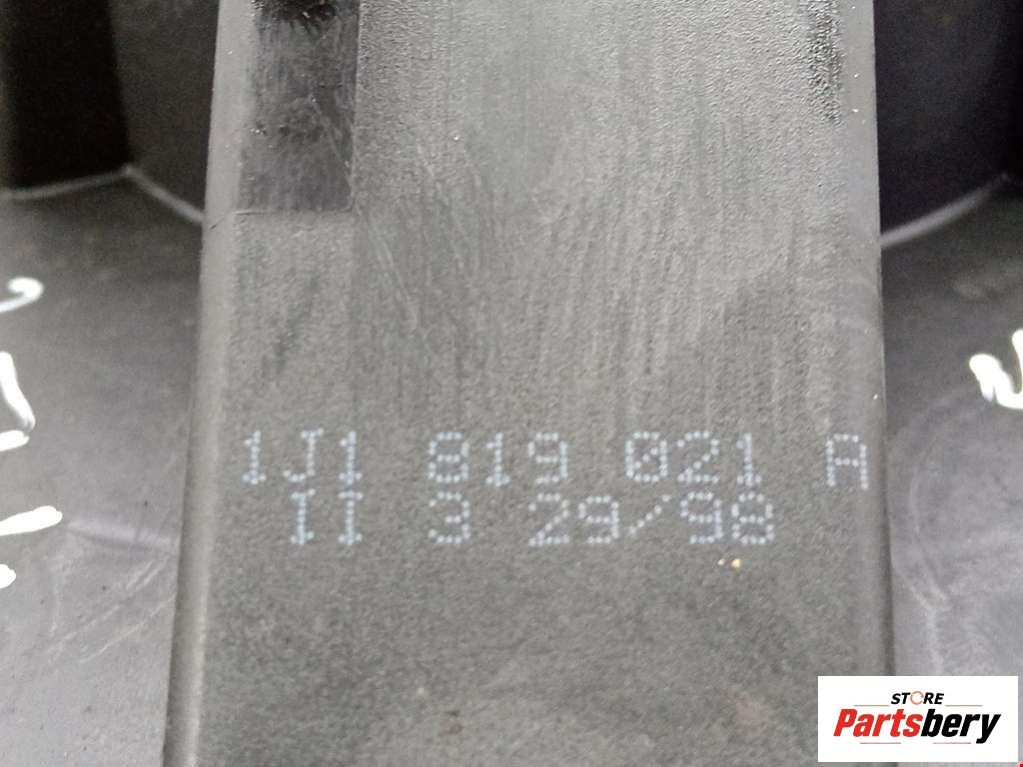 1J1 819 021 A
II 3 29/98
STORE
Partsbery